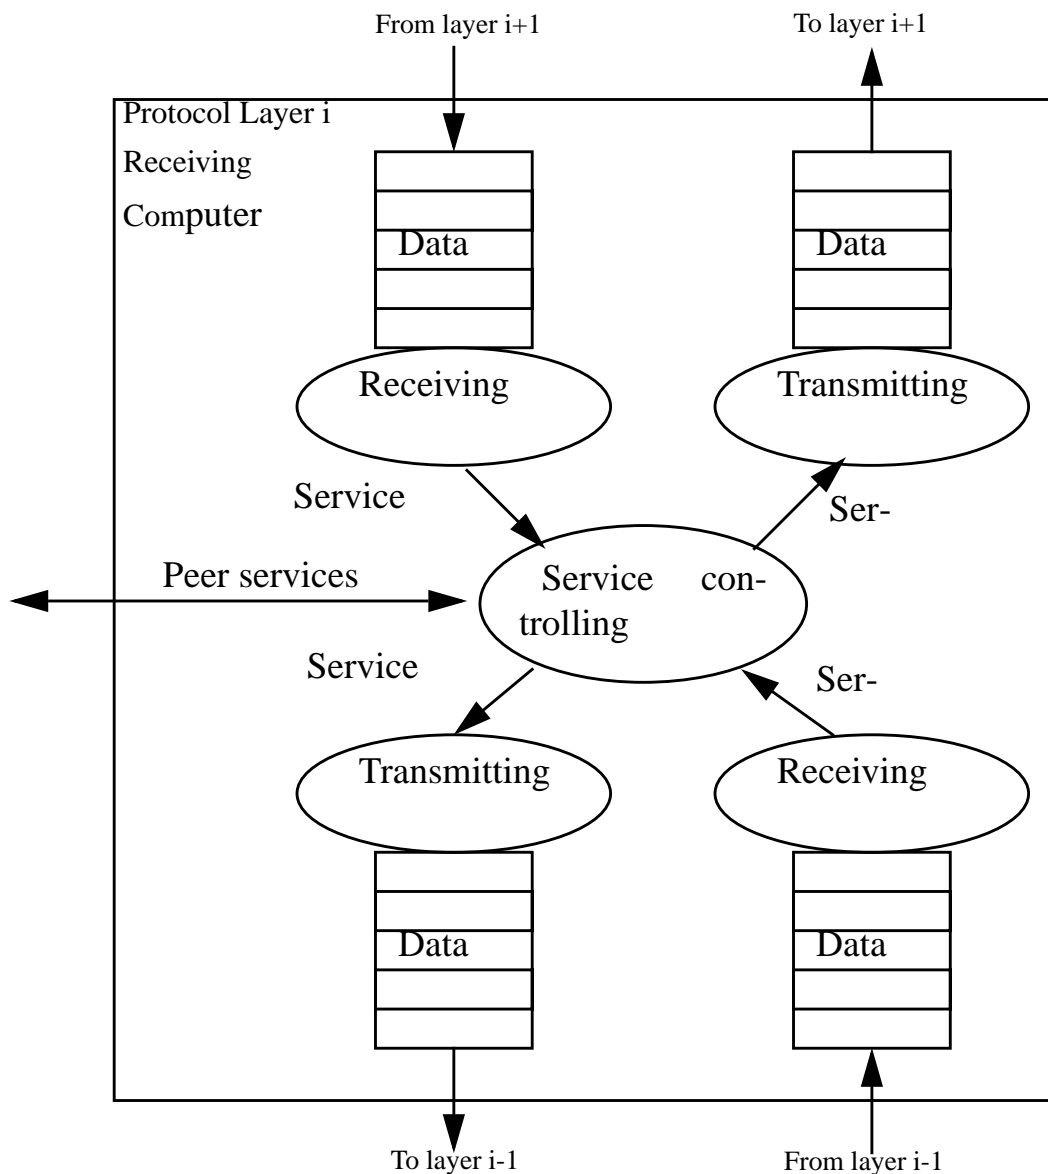 From layer i+1
To layer i+1
Protocol Layer i
Receiving
Computer
Data
Data
Receiving
Transmitting
Service
Ser-
Peer services
Service con-
trolling
Service
Ser-
Transmitting
Receiving
Data
Data
To layer i-1
From layer i-1